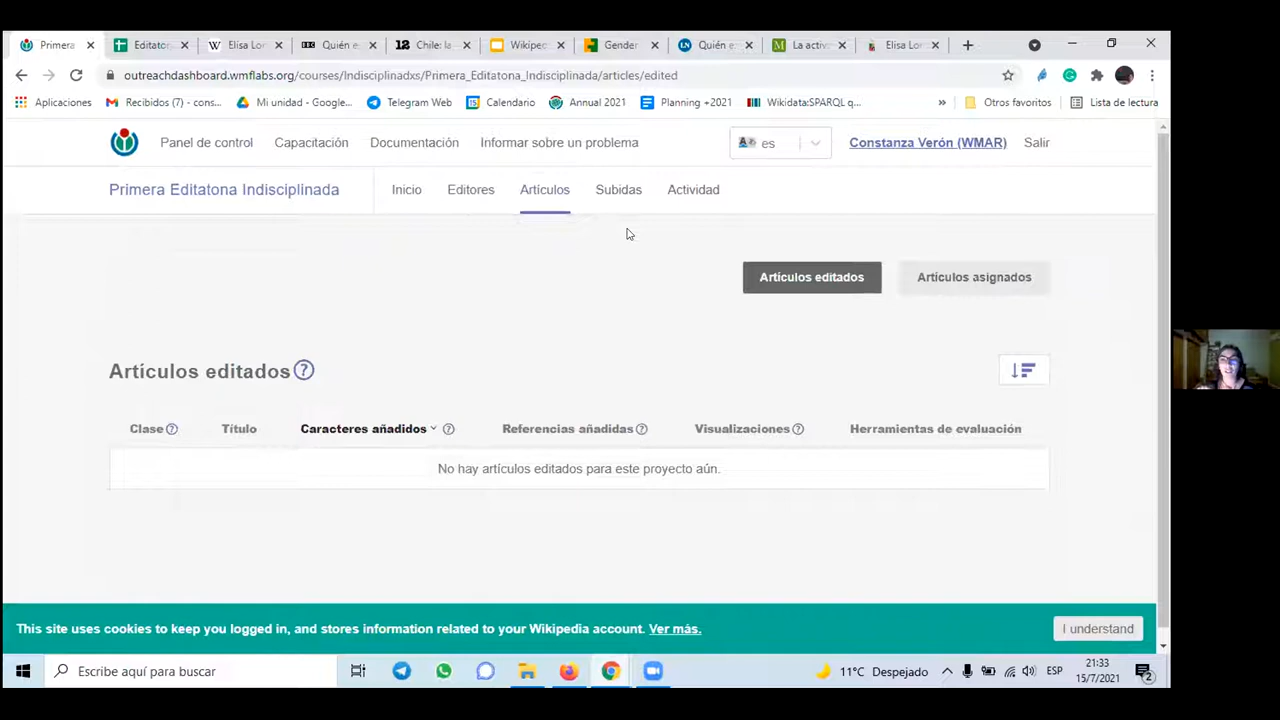 Primera
Editator
Elisa Lor
Quién e
Chile: la
Wikiped
Gender
Quién es
La activi
Elisa Lor
outreachdashboard.wmflabs.org/courses/Indisciplinadxs/Primera_Editatona_Indisciplinada/articles/edited
Aplicaciones
Recibidos (7) - cons...
Mi unidad - Google...
Telegram Web
Calendario
Annual 2021
Planning +2021
Wikidata:SPARQL q...
»
Otros favoritos
Lista de lectura
Panel de control
Capacitación
Documentación
Informar sobre un problema
es
Constanza Verón (WMAR)
Salir
Primera Editatona Indisciplinada
Inicio
Editores
Artículos
Subidas
Actividad
Artículos editados
Artículos asignados
Artículos editados
Clase
Título
Caracteres añadidos
Referencias añadidas
Visualizaciones
Herramientas de evaluación
No hay artículos editados para este proyecto aún.
This site uses cookies to keep you logged in, and stores information related to your Wikipedia account. Ver más.
I understand
Escribe aquí para buscar
11°C Despejado
ESP
21:33
15/7/2021
2